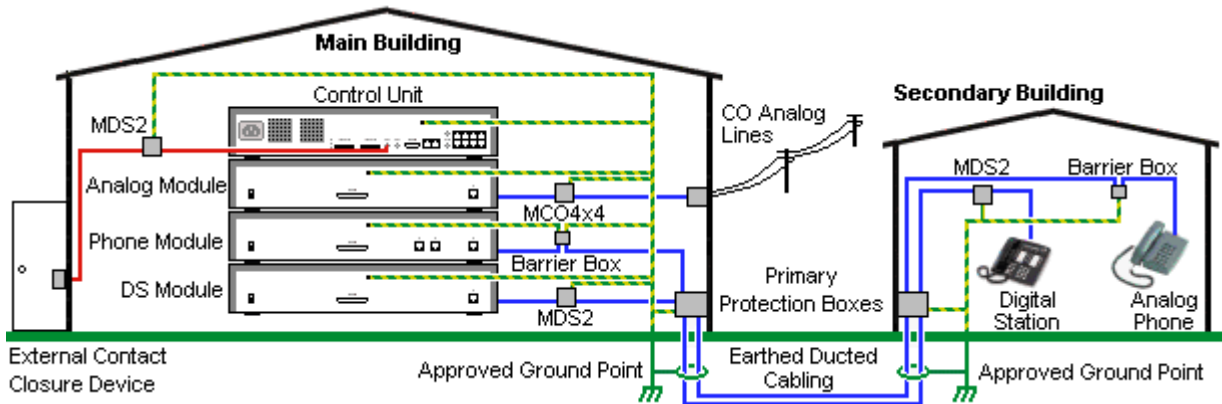 Main Building
Control Unit
MDS2
CO Analog
Lines
Secondary Building
MDS2
Barrier Box
Analog Module
MCO4x4
Phone Module
Barrier Box
DS Module
MDS2
Primary
Protection Boxes
Digital
Station
Analog
Phone
External Contact
Closure Device
Approved Ground Point
Earthed Ducted
Cabling
Approved Ground Point